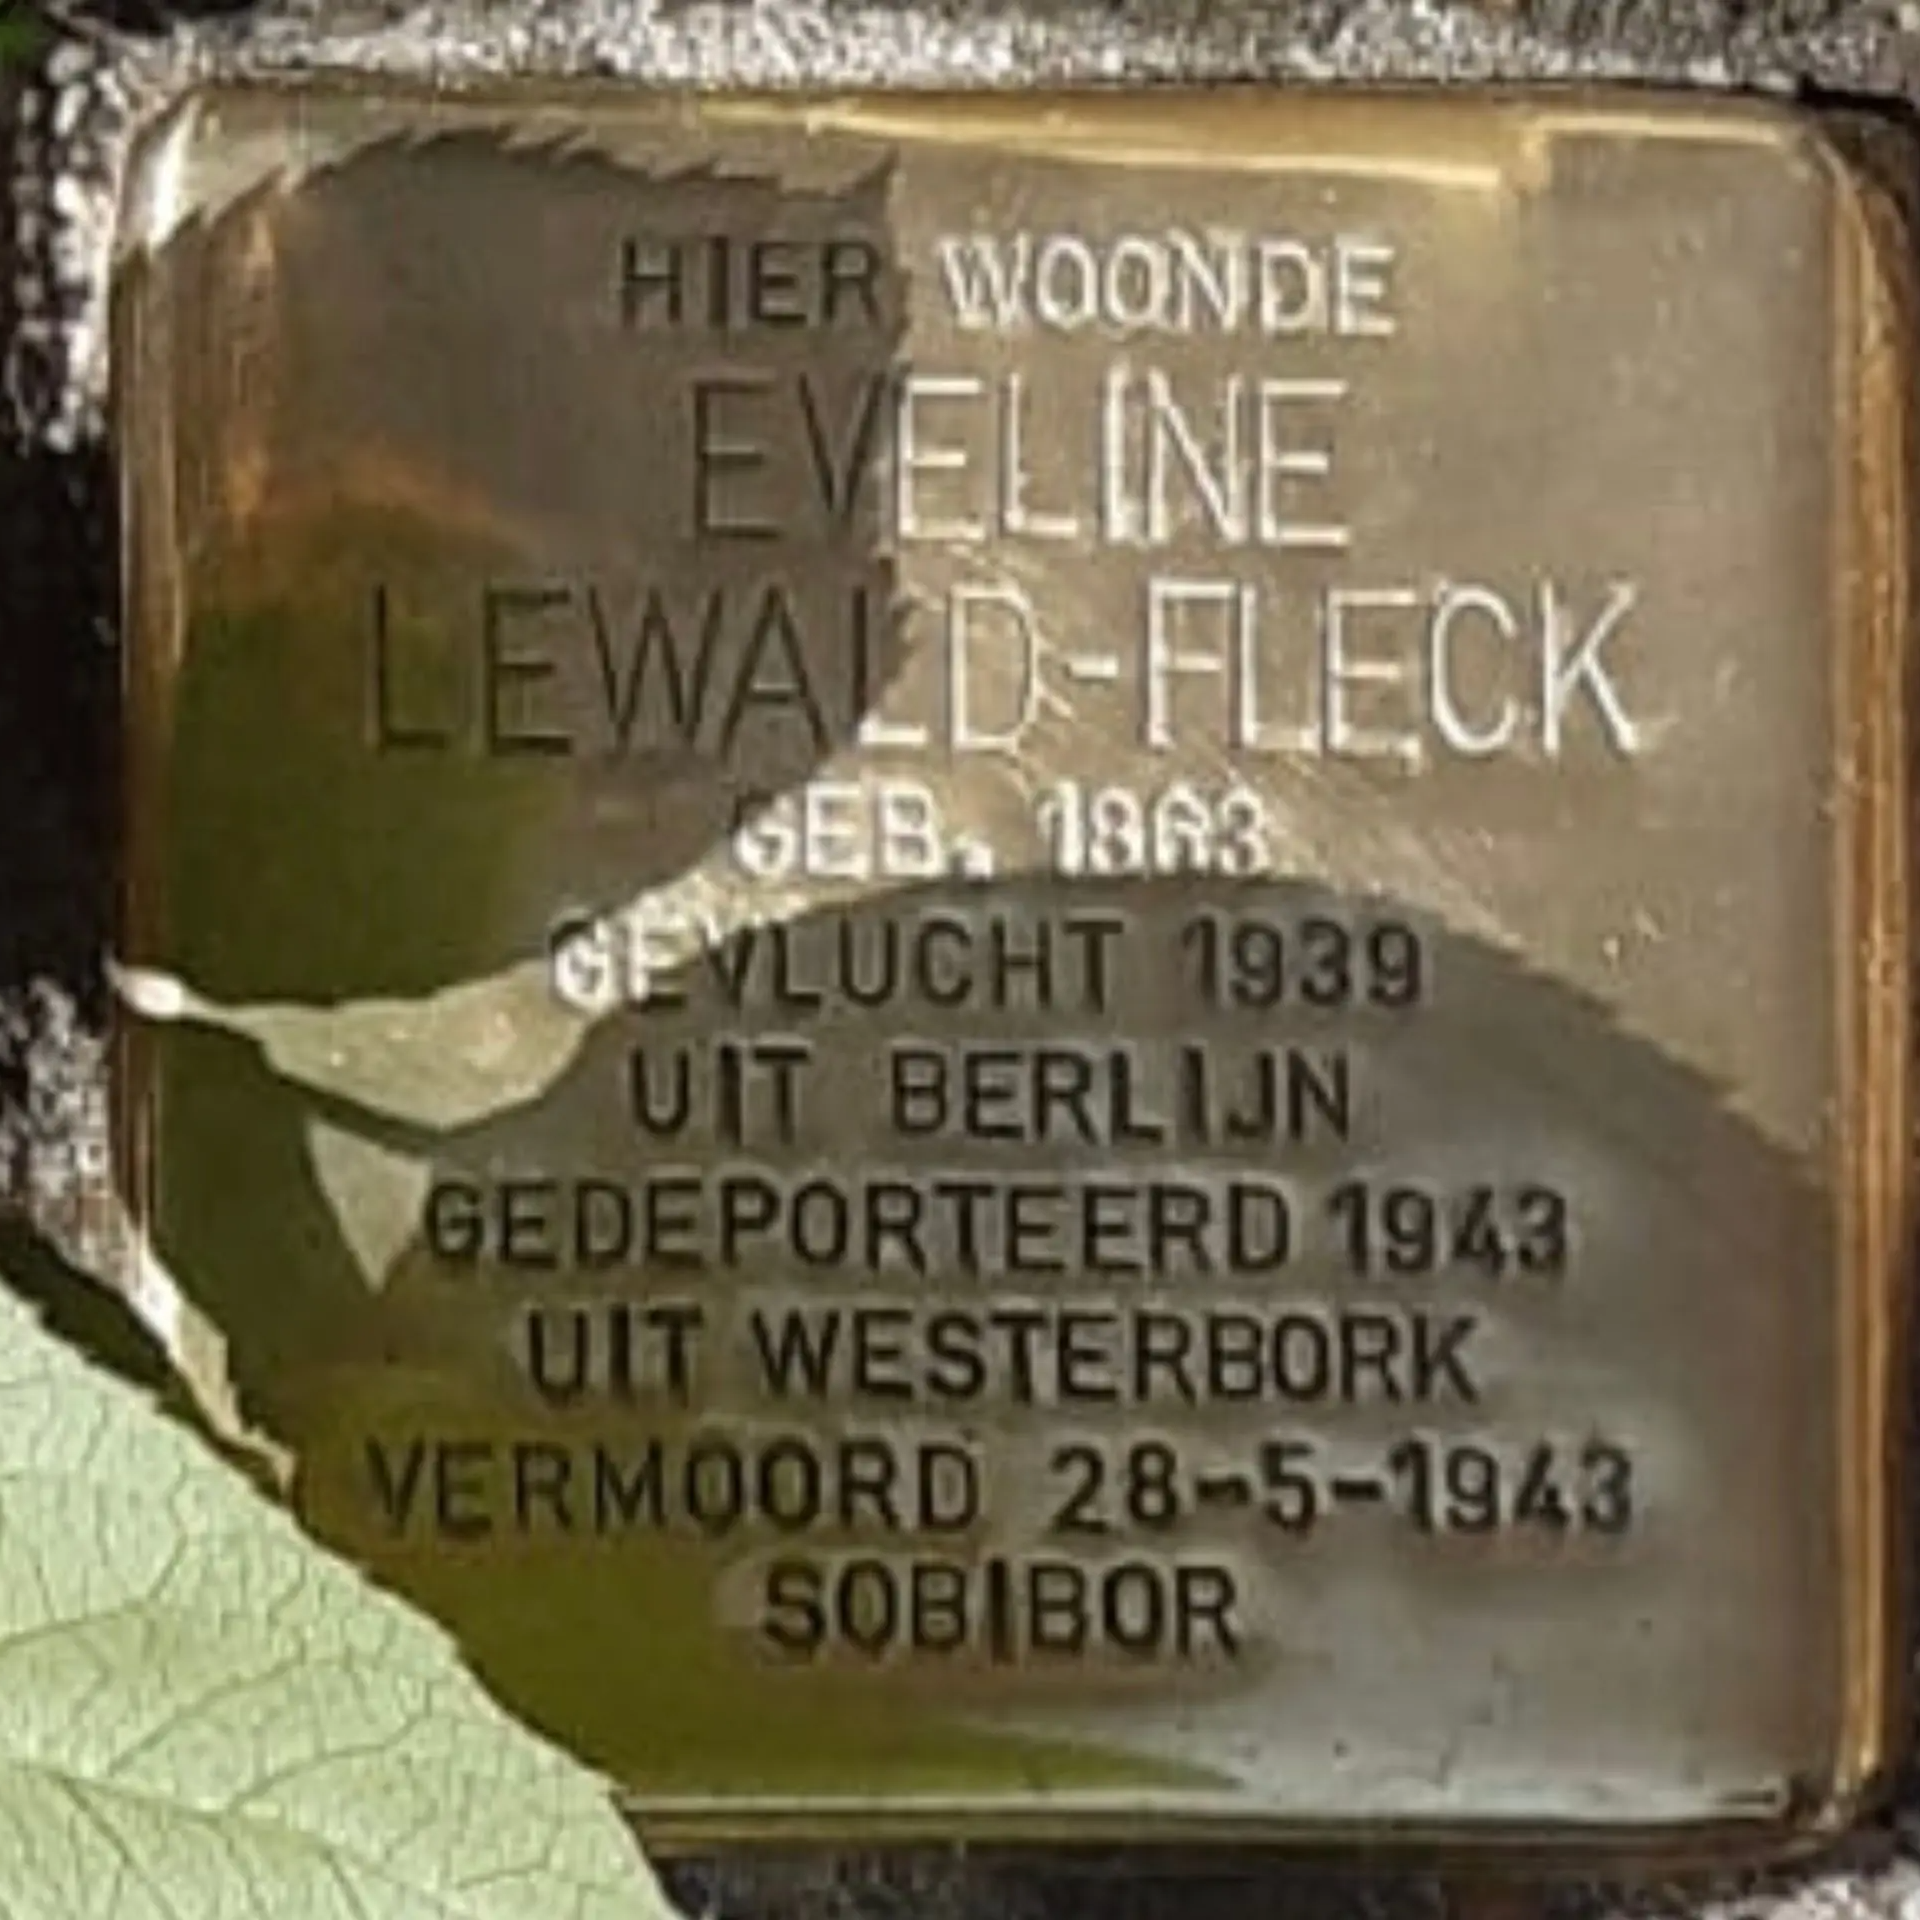 HIER WOONDE
EVELINE
LEWALD-FLECK
GEB. 1863
GEVLUCHT 1939
UIT BERLIJN
GEDEPORTEERD 1943
UIT WESTERBORK
VERMOORD 28-5-1943
SOBIBOR